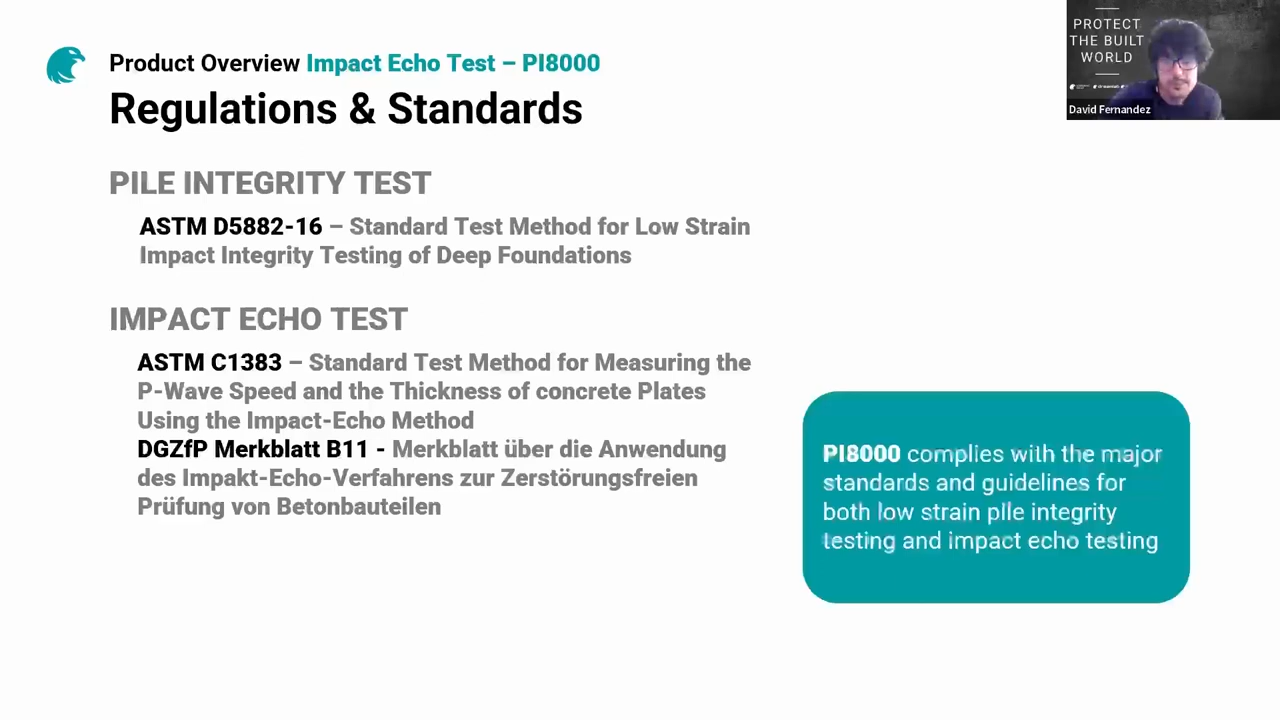 Product Overview Impact Echo Test – PI8000
Regulations & Standards
PILE INTEGRITY TEST
ASTM D5882-16 – Standard Test Method for Low Strain
Impact Integrity Testing of Deep Foundations
IMPACT ECHO TEST
ASTM C1383 – Standard Test Method for Measuring the
P-Wave Speed and the Thickness of concrete Plates
Using the Impact-Echo Method
DGZfP Merkblatt B11 - Merkblatt über die Anwendung
des Impakt-Echo-Verfahrens zur Zerstörungsfreien
Prüfung von Betonbauteilen
PI8000 complies with the major
standards and guidelines for
both low strain pile integrity
testing and impact echo testing
PROTECT
THE BUILT
WORLD
David Fernandez